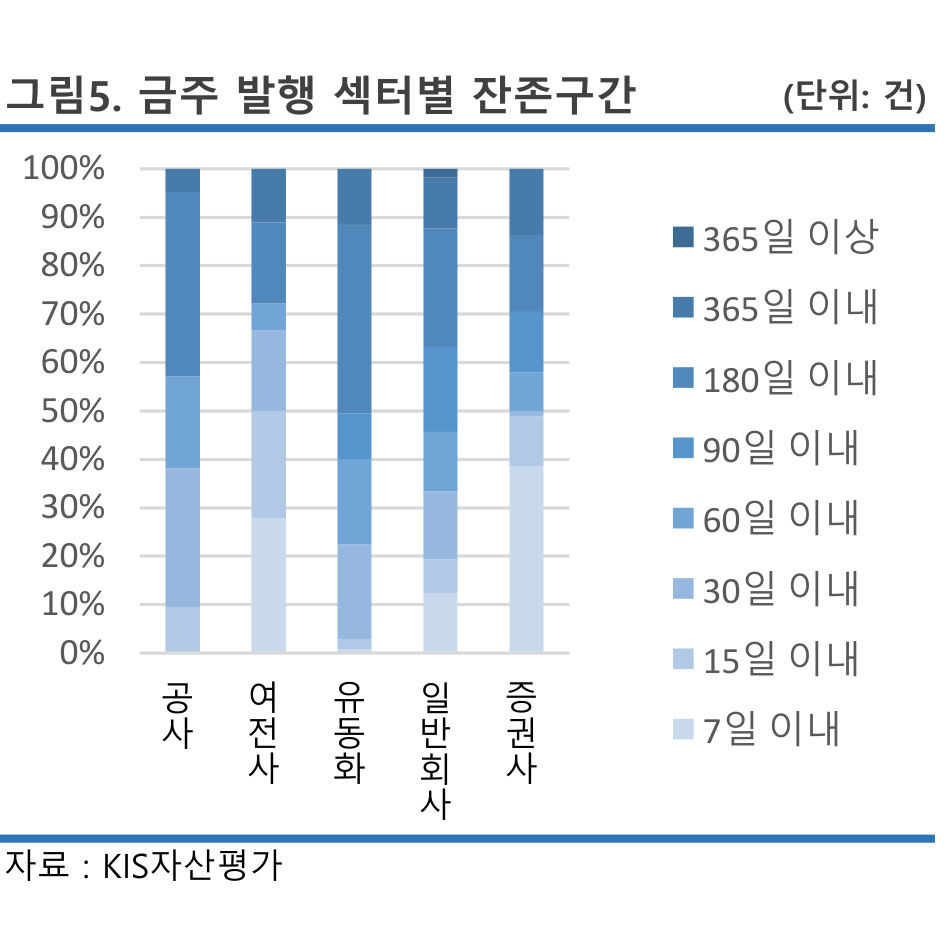 그림5. 금주 발행 섹터별 잔존구간 (단위: 건)
100%
90%
80%
70%
60%
50%
40%
30%
20%
10%
0%
공사
여전사
유동화
일반회사
증권사
365일 이상
365일 이내
180일 이내
90일 이내
60일 이내
30일 이내
15일 이내
7일 이내
자료 : KIS자산평가